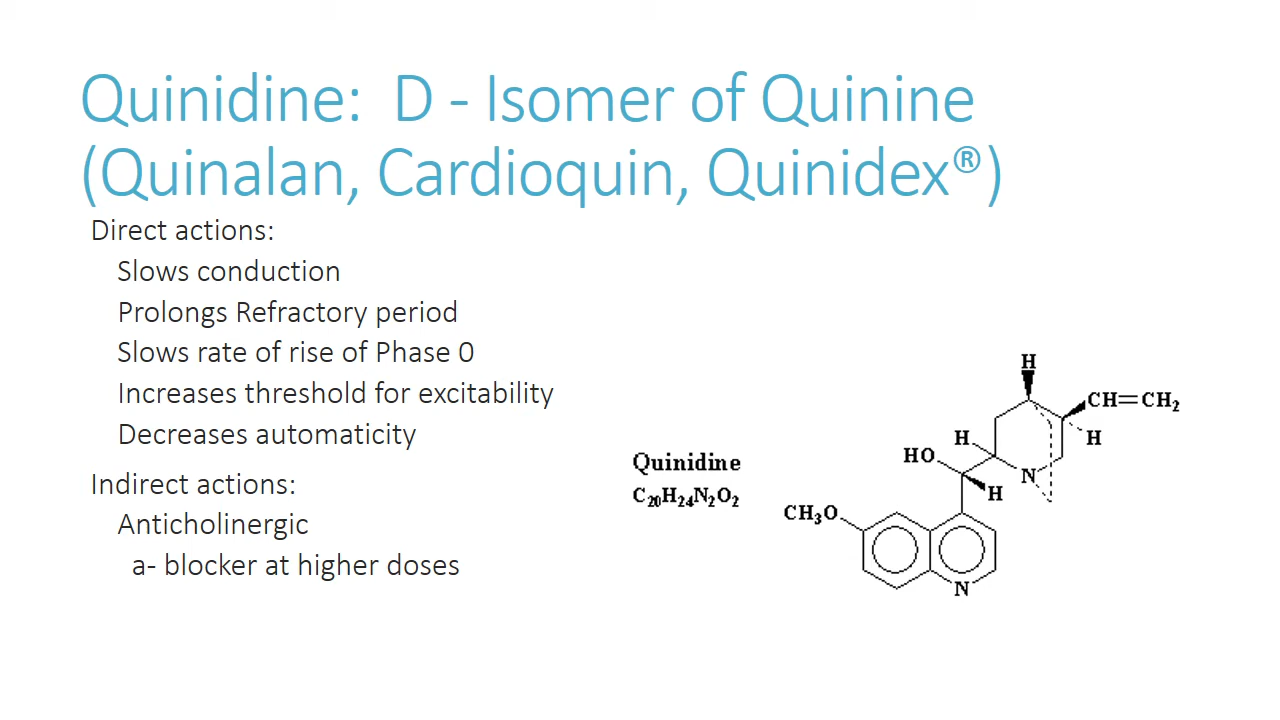 Quinidine:  D - Isomer of Quinine
(Quinalan, Cardioquin, Quinidex®)
Direct actions:
Slows conduction
Prolongs Refractory period
Slows rate of rise of Phase 0
Increases threshold for excitability
Decreases automaticity
Indirect actions:
Anticholinergic
a- blocker at higher doses
Quinidine
C₂₀H₂₄N₂O₂
H
CH=CH₂
H
H
HO
N
H
CH₃O
N